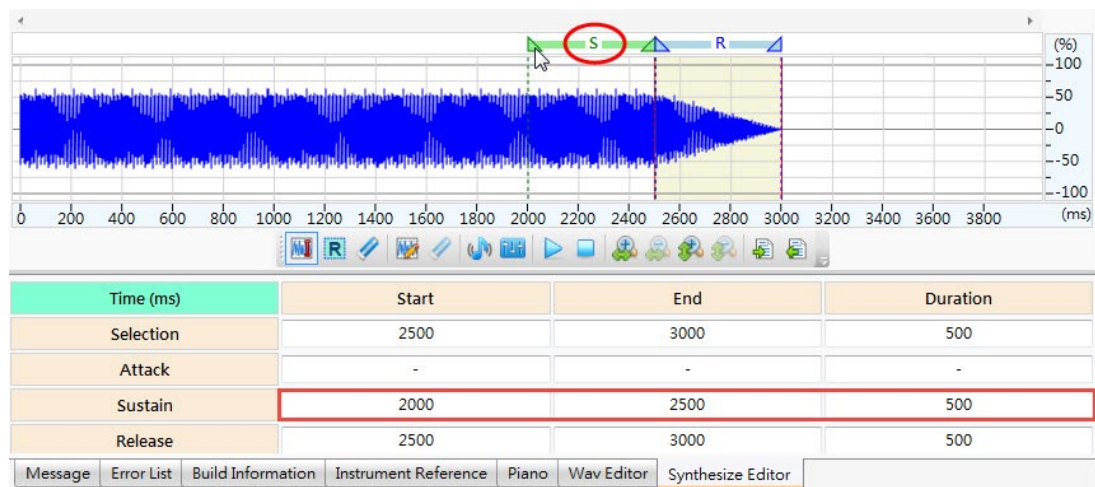 S R (%)
100
50
0
-50
-100
0 200 400 600 800 1000 1200 1400 1600 1800 2000 2200 2400 2600 2800 3000 3200 3400 3600 3800 (ms)
R
Time (ms) Start End Duration
Selection 2500 3000 500
Attack - - -
Sustain 2000 2500 500
Release 2500 3000 500
Message Error List Build Information Instrument Reference Piano Wav Editor Synthesize Editor